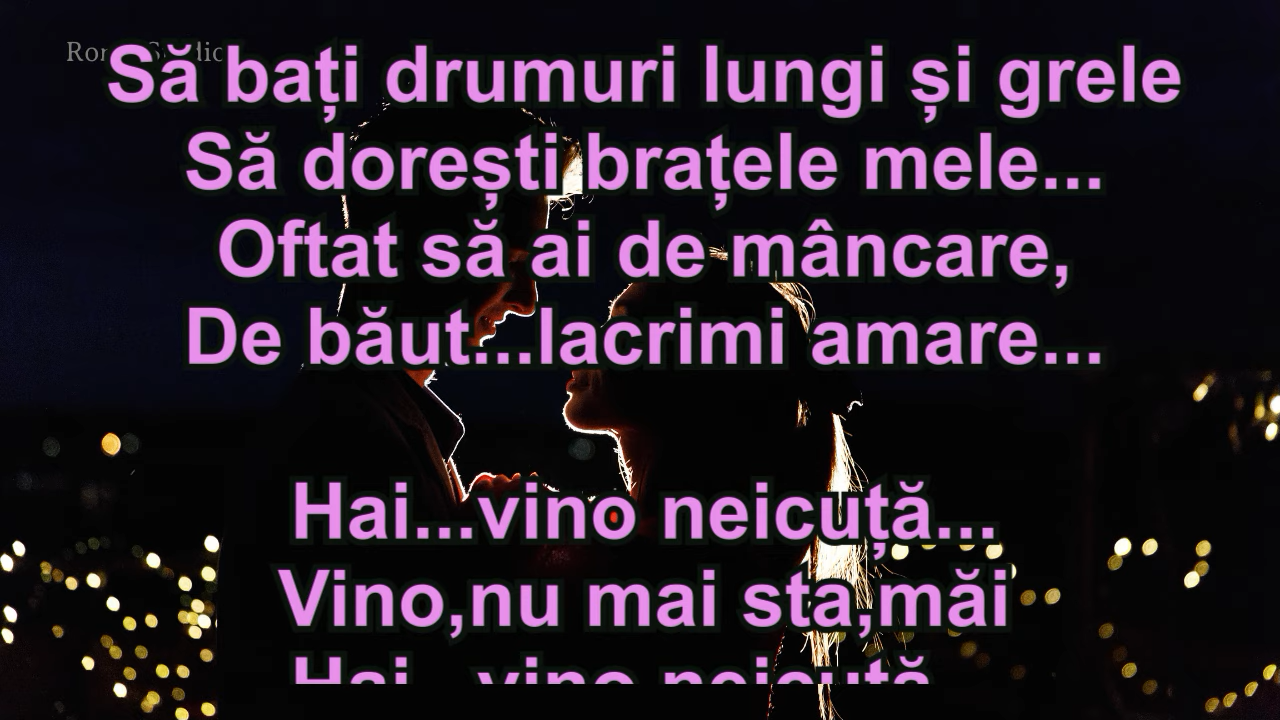 Să bați drumuri lungi și grele
Să dorești brațele mele...
Oftat să ai de mâncare,
De băut...lacrimi amare...
Hai...vino neicuță...
Vino,nu mai sta,măi
Hai...vino neicuță